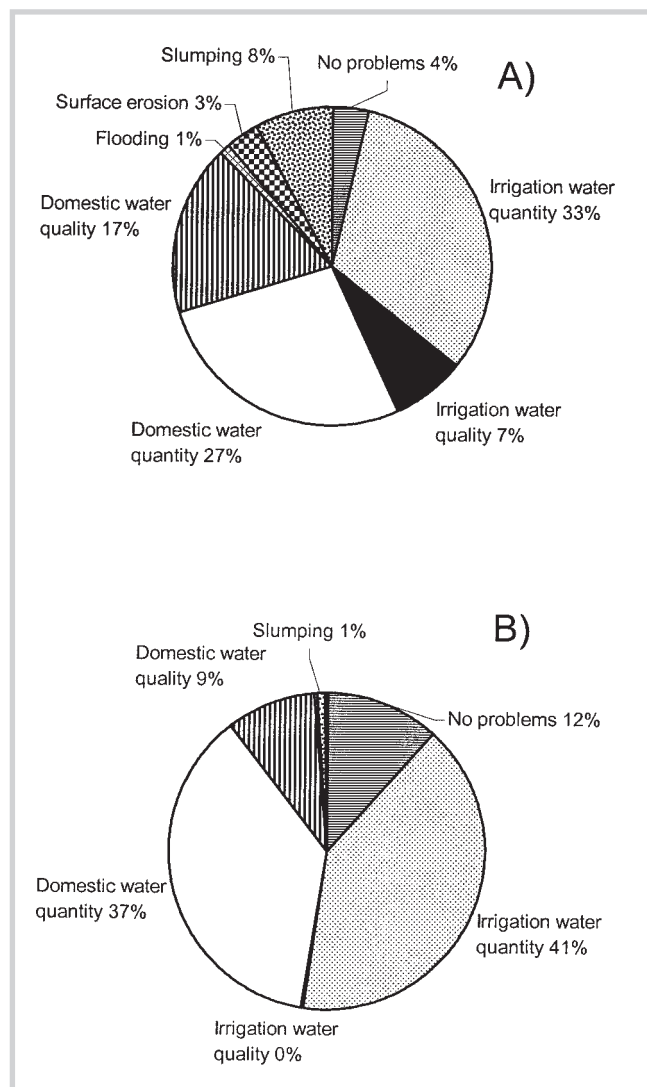 A)
Slumping 8%
No problems 4%
Surface erosion 3%
Flooding 1%
Domestic water
quality 17%
Irrigation water
quantity 33%
Irrigation water
quality 7%
Domestic water
quantity 27%
B)
Slumping 1%
Domestic water
quality 9%
No problems 12%
Domestic water
quantity 37%
Irrigation water
quantity 41%
Irrigation water
quality 0%